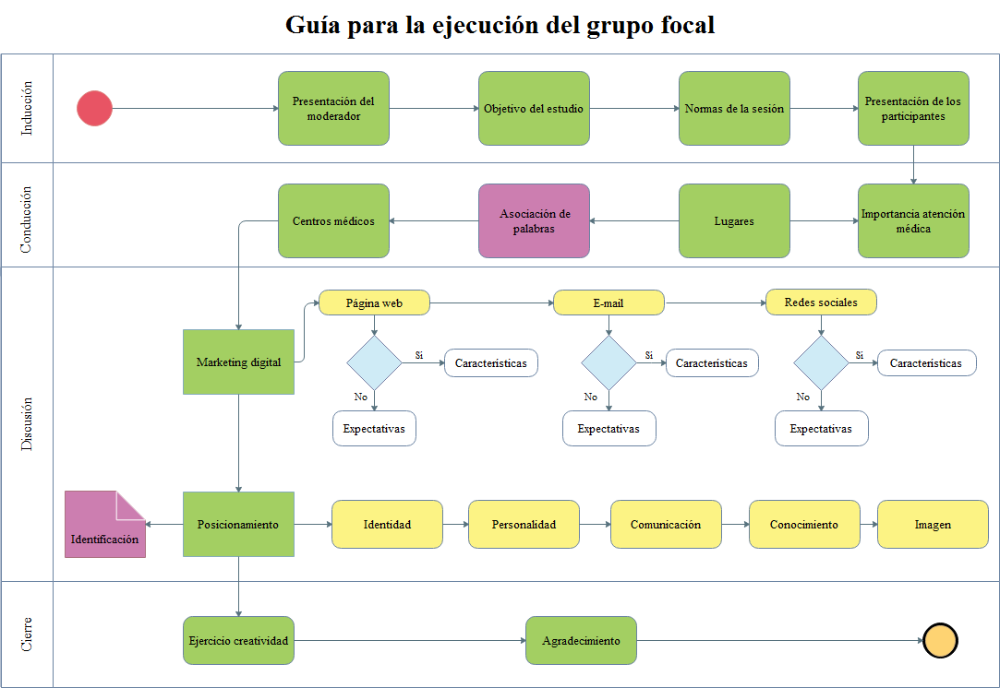 Guía para la ejecución del grupo focal
Inducción
Presentación del
moderador
Objetivo del estudio
Normas de la sesión
Presentación de los
participantes
Conducción
Centros médicos
Asociación de
palabras
Lugares
Importancia atención
médica
Discusión
Página web
E-mail
Redes sociales
Marketing digital
Si
Características
Si
Características
Si
Características
No
No
No
Expectativas
Expectativas
Expectativas
Identificación
Posicionamiento
Identidad
Personalidad
Comunicación
Conocimiento
Imagen
Cierre
Ejercicio creatividad
Agradecimiento